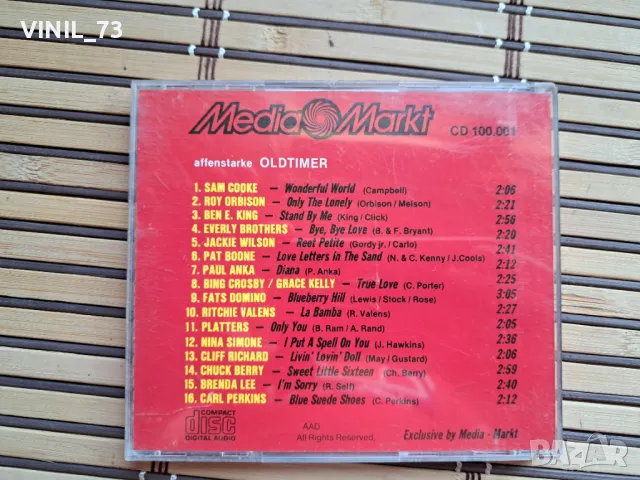 VINIL_73
Media Markt
CD 100.001
affenstarke OLDTIMER
1. SAM COOKE — Wonderful World (Campbell) 2:06
2. ROY ORBISON — Only The Lonely (Orbison / Melson) 2:21
3. BEN E. KING — Stand By Me (King / Click) 2:56
4. EVERLY BROTHERS — Bye, Bye Love (B. & F. Bryant) 2:20
5. JACKIE WILSON — Reet Petite (Gordy jr. / Carlo) 2:41
6. PAT BOONE — Love Letters in The Sand (N. & C. Kenny / J. Cools) 2:12
7. PAUL ANKA — Diana (P. Anka) 2:25
8. BING CROSBY / GRACE KELLY — True Love (C. Porter) 3:05
9. FATS DOMINO — Blueberry Hill (Lewis / Stock / Rose) 2:27
10. RITCHIE VALENS — La Bamba (R. Valens) 2:05
11. PLATTERS — Only You (B. Ram / A. Rand) 2:36
12. NINA SIMONE — I Put A Spell On You (J. Hawkins) 2:36
13. CLIFF RICHARD — Livin' Lovin' Doll (May / Gustard) 2:06
14. CHUCK BERRY — Sweet Little Sixteen (Ch. Berry) 2:59
15. BRENDA LEE — I'm Sorry (R. Self) 2:40
16. CARL PERKINS — Blue Suede Shoes (C. Perkins) 2:12
COMPACT
disc
DIGITAL AUDIO
AAD
All Rights Reserved.
Exclusive by Media - Markt
BAZAR